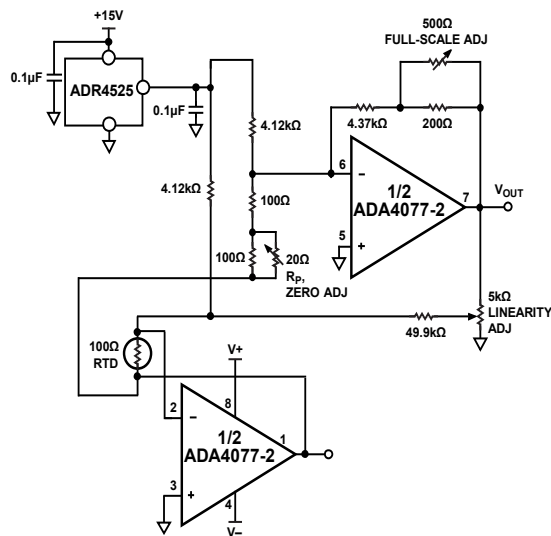 +15V
500Ω
FULL-SCALE ADJ
0.1µF
ADR4525
0.1µF
4.12kΩ
4.37kΩ
200Ω
4.12kΩ
6
−
1/2
ADA4077-2
7
VOUT
100Ω
5
+
100Ω
20Ω
RP,
ZERO ADJ
5kΩ
LINEARITY
ADJ
49.9kΩ
100Ω
RTD
V+
8
2
−
1/2
ADA4077-2
1
3
+
4
V−